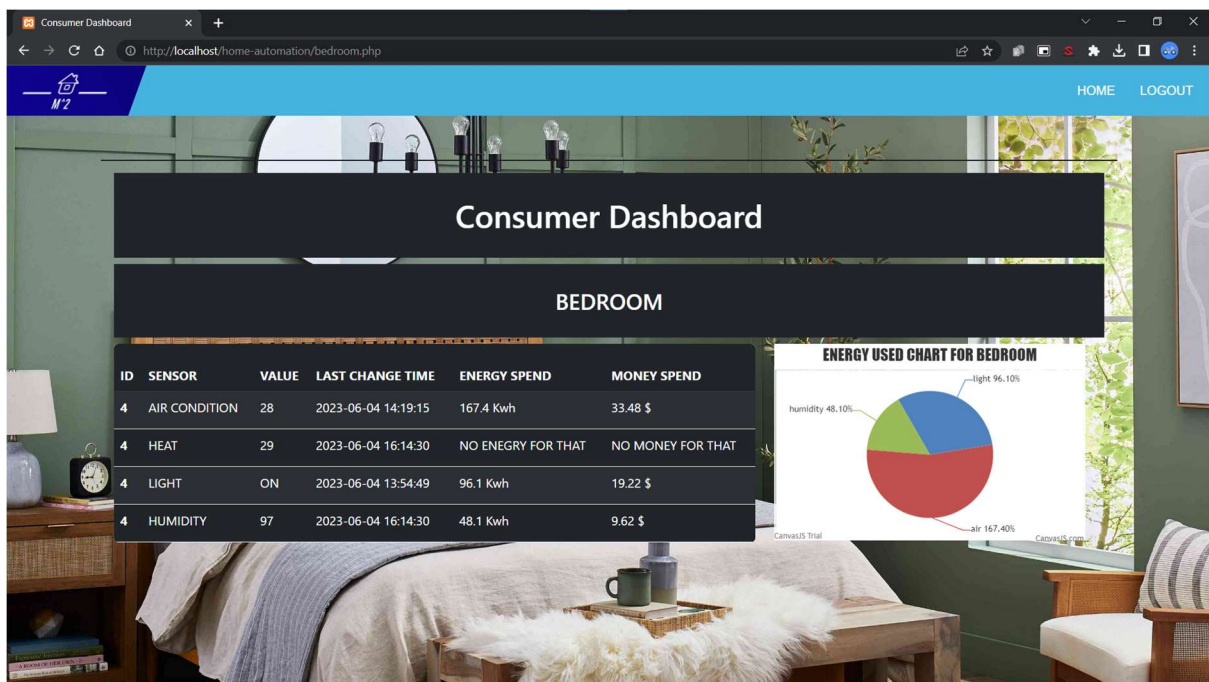 Consumer Dashboard
http://localhost/home-automation/bedroom.php
M^2
HOME LOGOUT
Consumer Dashboard
BEDROOM
ID SENSOR VALUE LAST CHANGE TIME ENERGY SPEND MONEY SPEND
4 AIR CONDITION 28 2023-06-04 14:19:15 167.4 Kwh 33.48 $
4 HEAT 29 2023-06-04 16:14:30 NO ENEGRY FOR THAT NO MONEY FOR THAT
4 LIGHT ON 2023-06-04 13:54:49 96.1 Kwh 19.22 $
4 HUMIDITY 97 2023-06-04 16:14:30 48.1 Kwh 9.62 $
ENERGY USED CHART FOR BEDROOM
light 96.10%
humidity 48.10%
air 167.40%
CanvasJS Trial
CanvasJS.com
A ROOM OF HER OWN